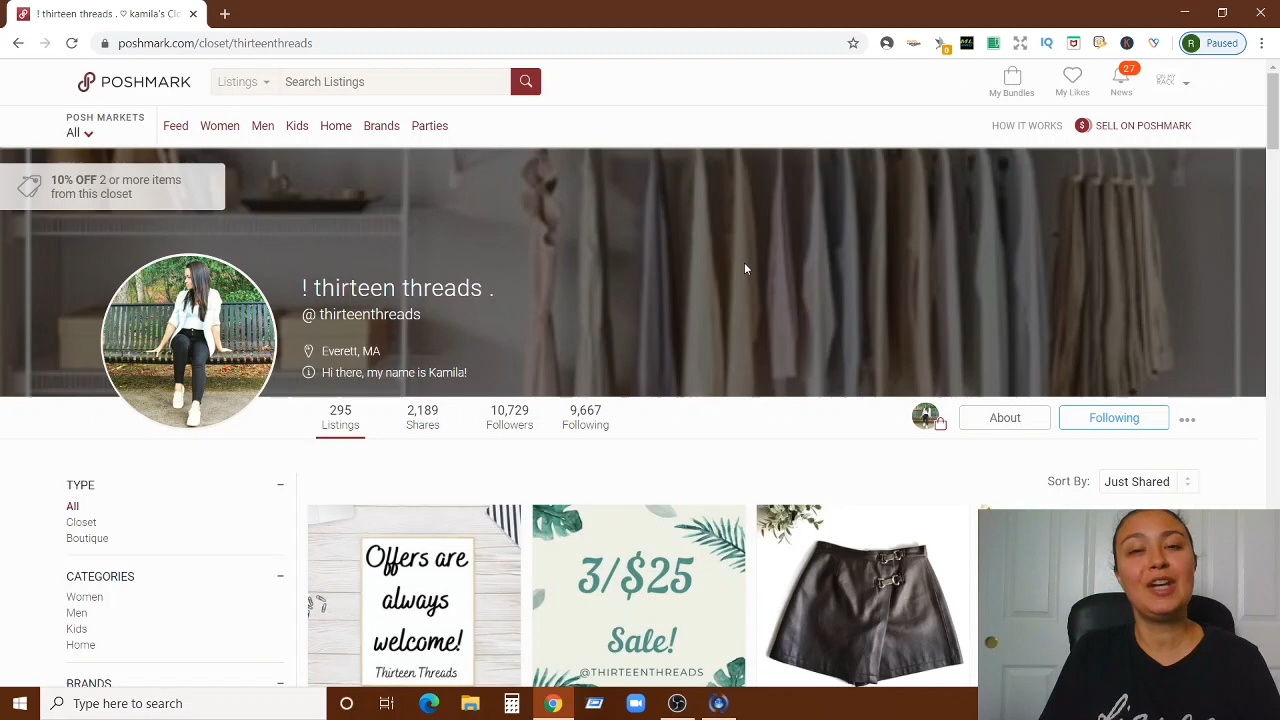 ! thirteen threads . ♡ kamila's Clo
poshmark.com/closet/thirteenthreads
R Paused
POSHMARK
Listings
Search Listings
My Bundles
My Likes
27
News
POSH MARKETS
All
Feed Women Men Kids Home Brands Parties
HOW IT WORKS
$ SELL ON POSHMARK
10% OFF 2 or more items
from this closet
! thirteen threads .
@ thirteenthreads
Everett, MA
Hi there, my name is Kamila!
295 2,189 10,729 9,667
Listings Shares Followers Following
About
Following
Sort By: Just Shared
TYPE
All
Closet
Boutique
CATEGORIES
Women
Men
Kids
Home
BRANDS
Offers are
always
welcome!
Thirteen Threads
3/$25
Sale!
@THIRTEENTHREADS
Type here to search